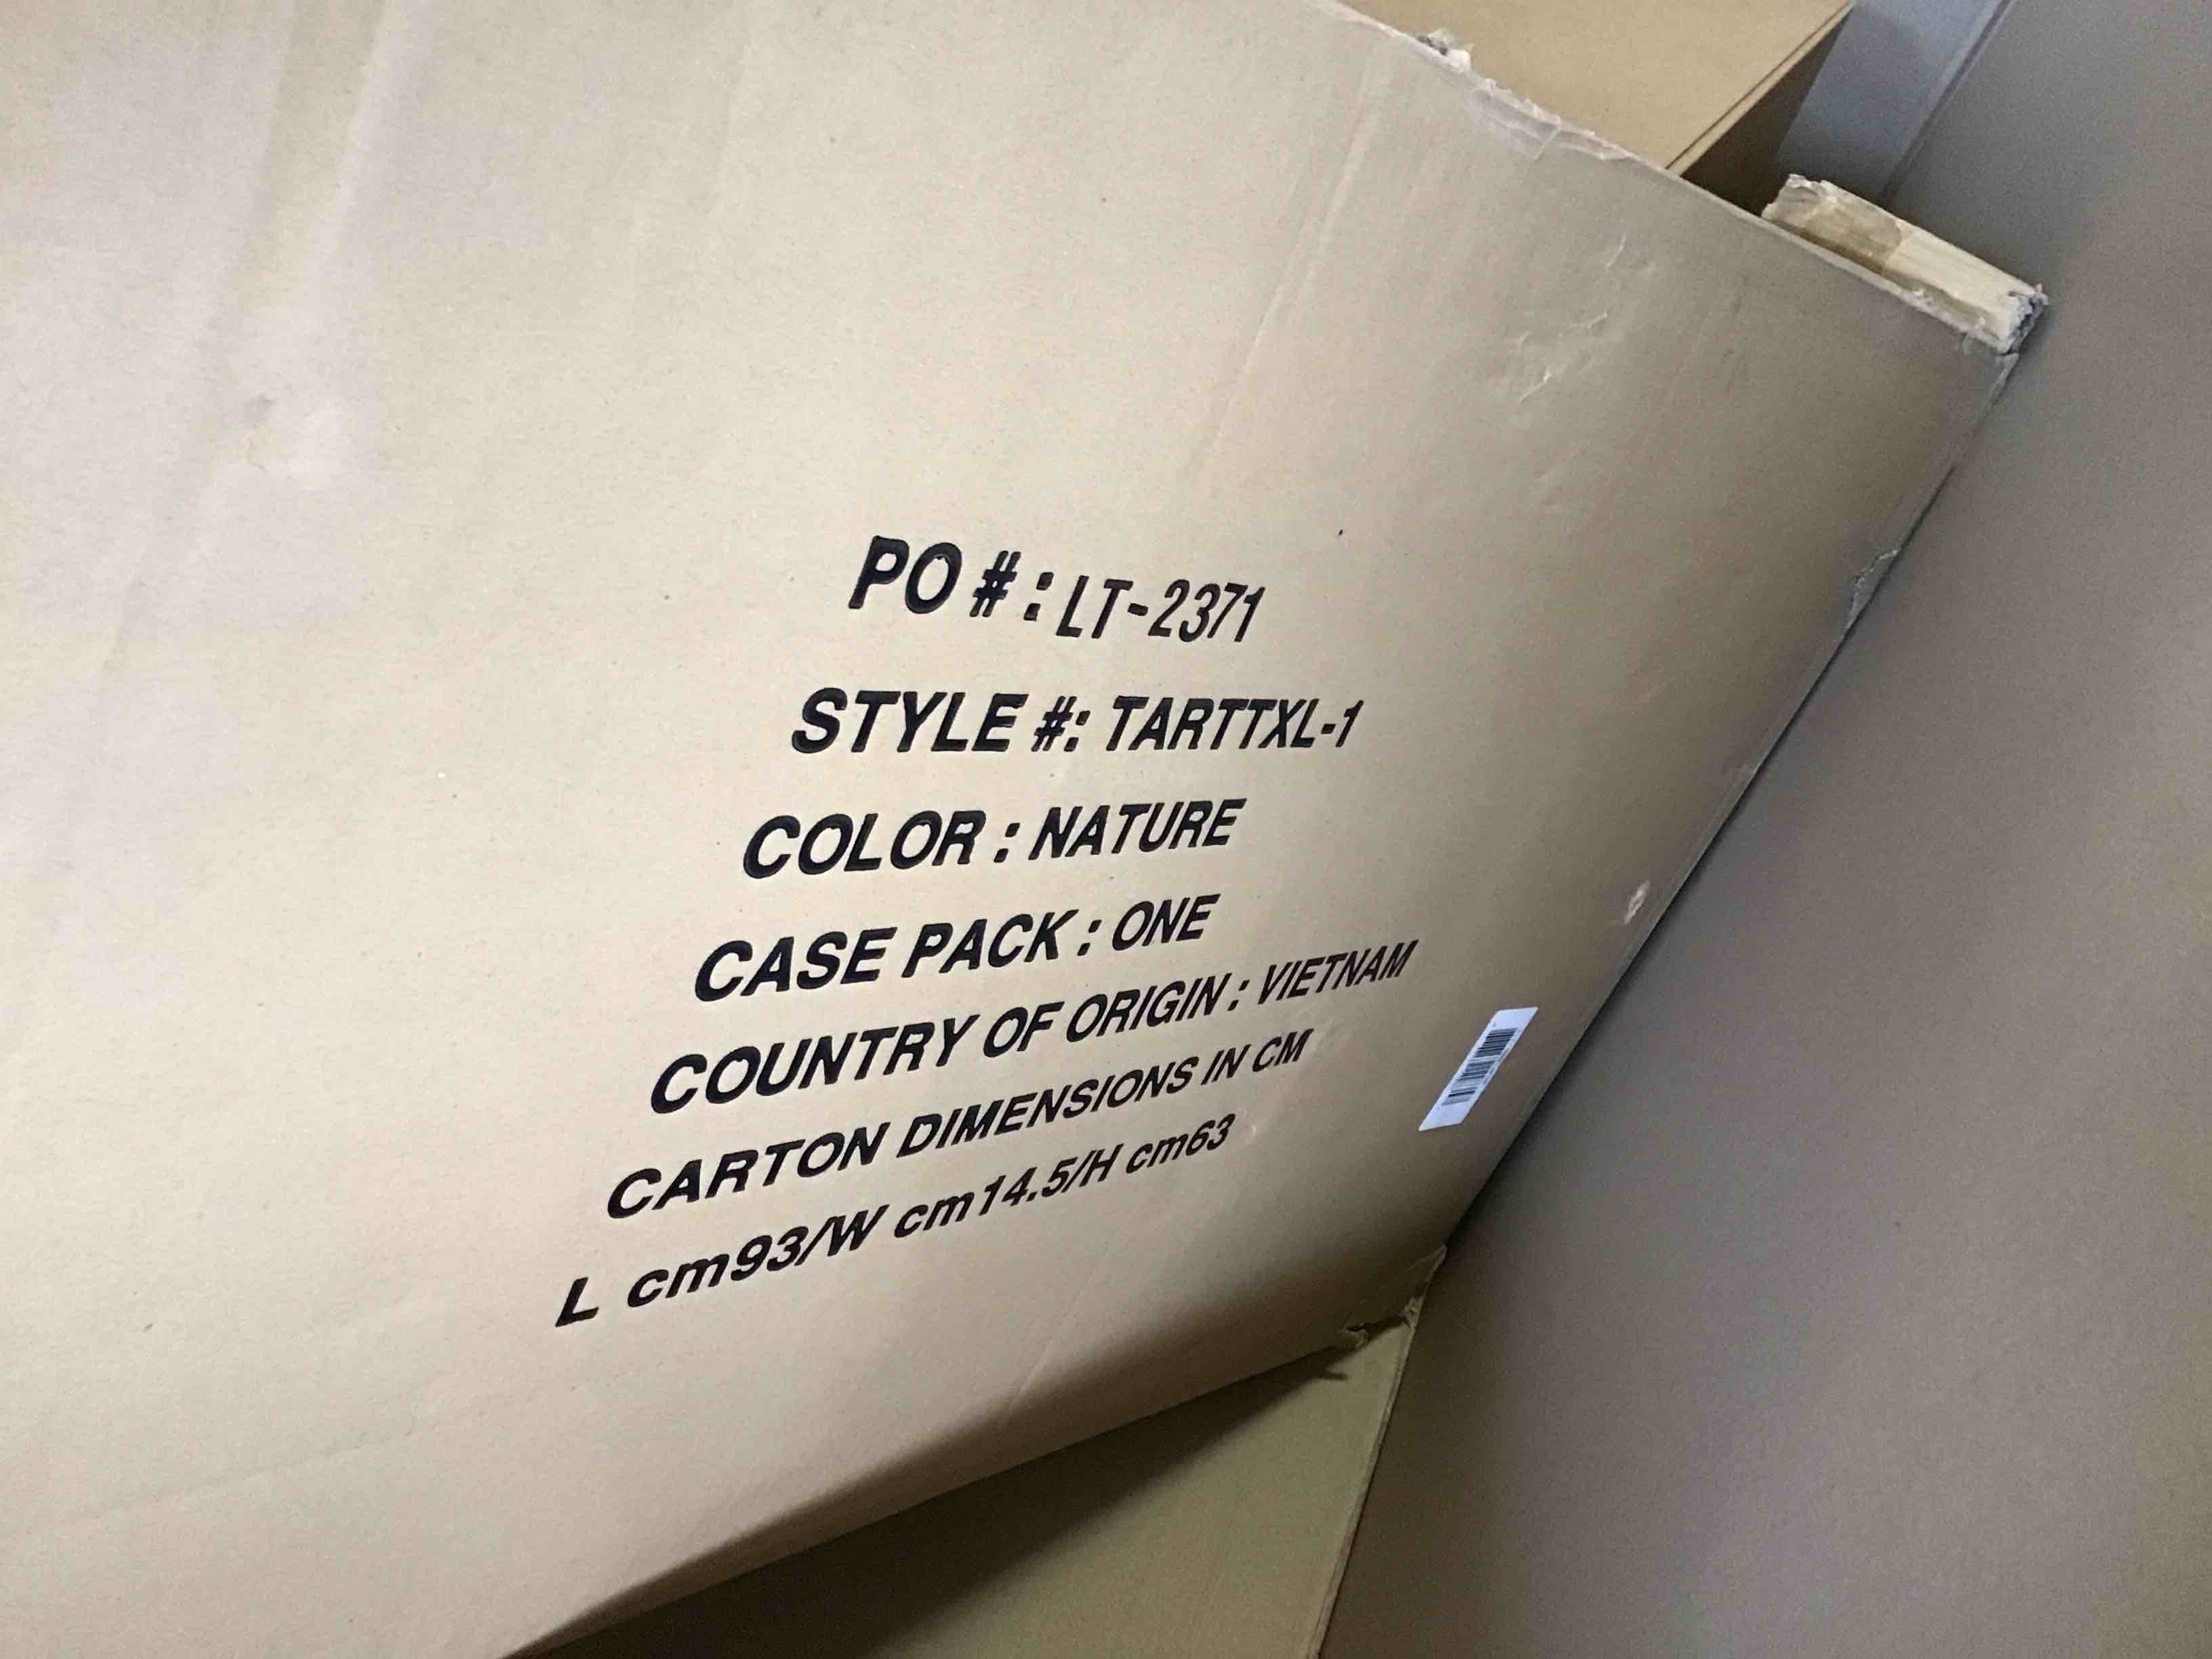 PO #: LT-2371
STYLE #: TARTTXL-1
COLOR : NATURE
CASE PACK : ONE
COUNTRY OF ORIGIN : VIETNAM
CARTON DIMENSIONS IN CM
L cm93/W cm14.5/H cm63